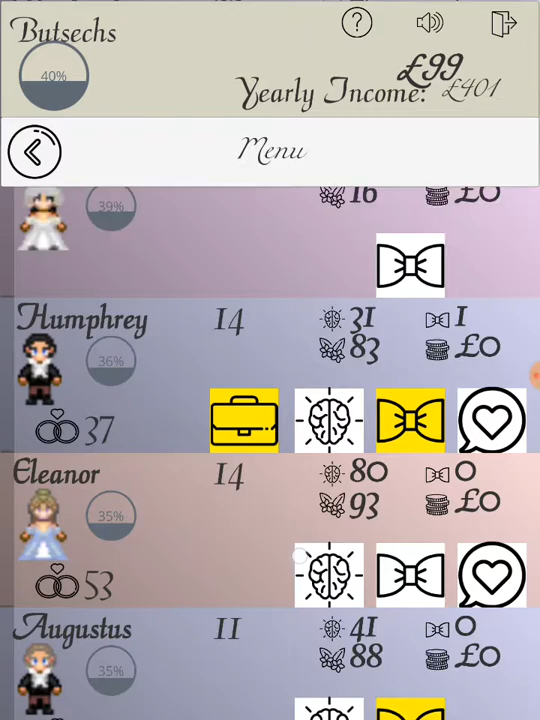 Butsechs
?
40%
£99
Yearly Income: £401
Menu
39%
16 £0
Humphrey 14 31 1
36% 83 £0
37
Eleanor 14 80 0
35% 93 £0
53
Augustus 11 41 0
35% 88 £0